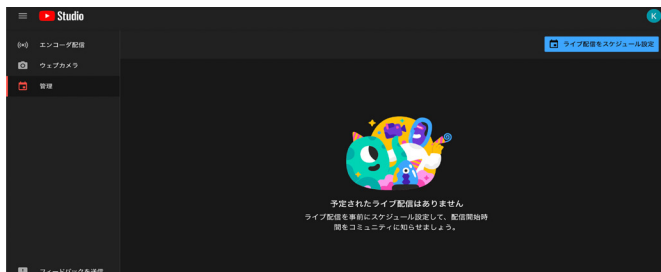 Studio
K
エンコーダ配信
ライブ配信をスケジュール設定
ウェブカメラ
管理
予定されたライブ配信はありません
ライブ配信を事前にスケジュール設定して、配信開始時
間をコミュニティに知らせましょう。
フィードバックを送信